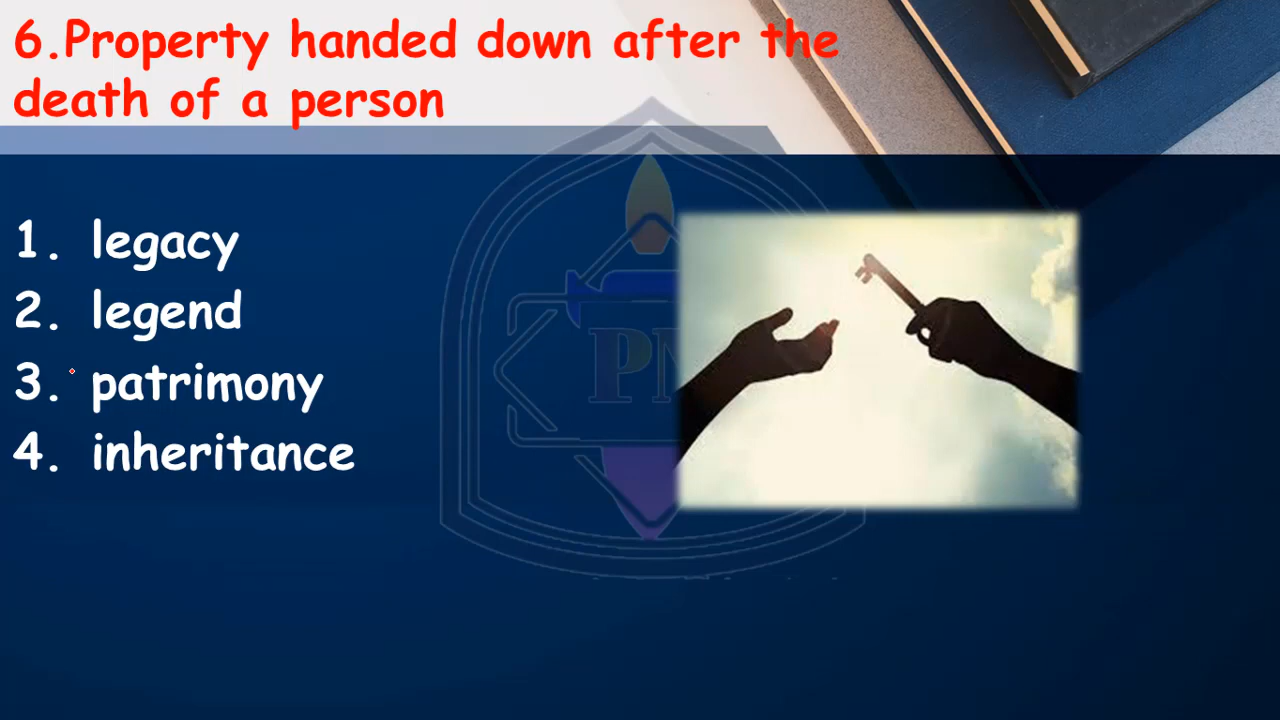 6.Property handed down after the
death of a person
1. legacy
2. legend
3. patrimony
4. inheritance